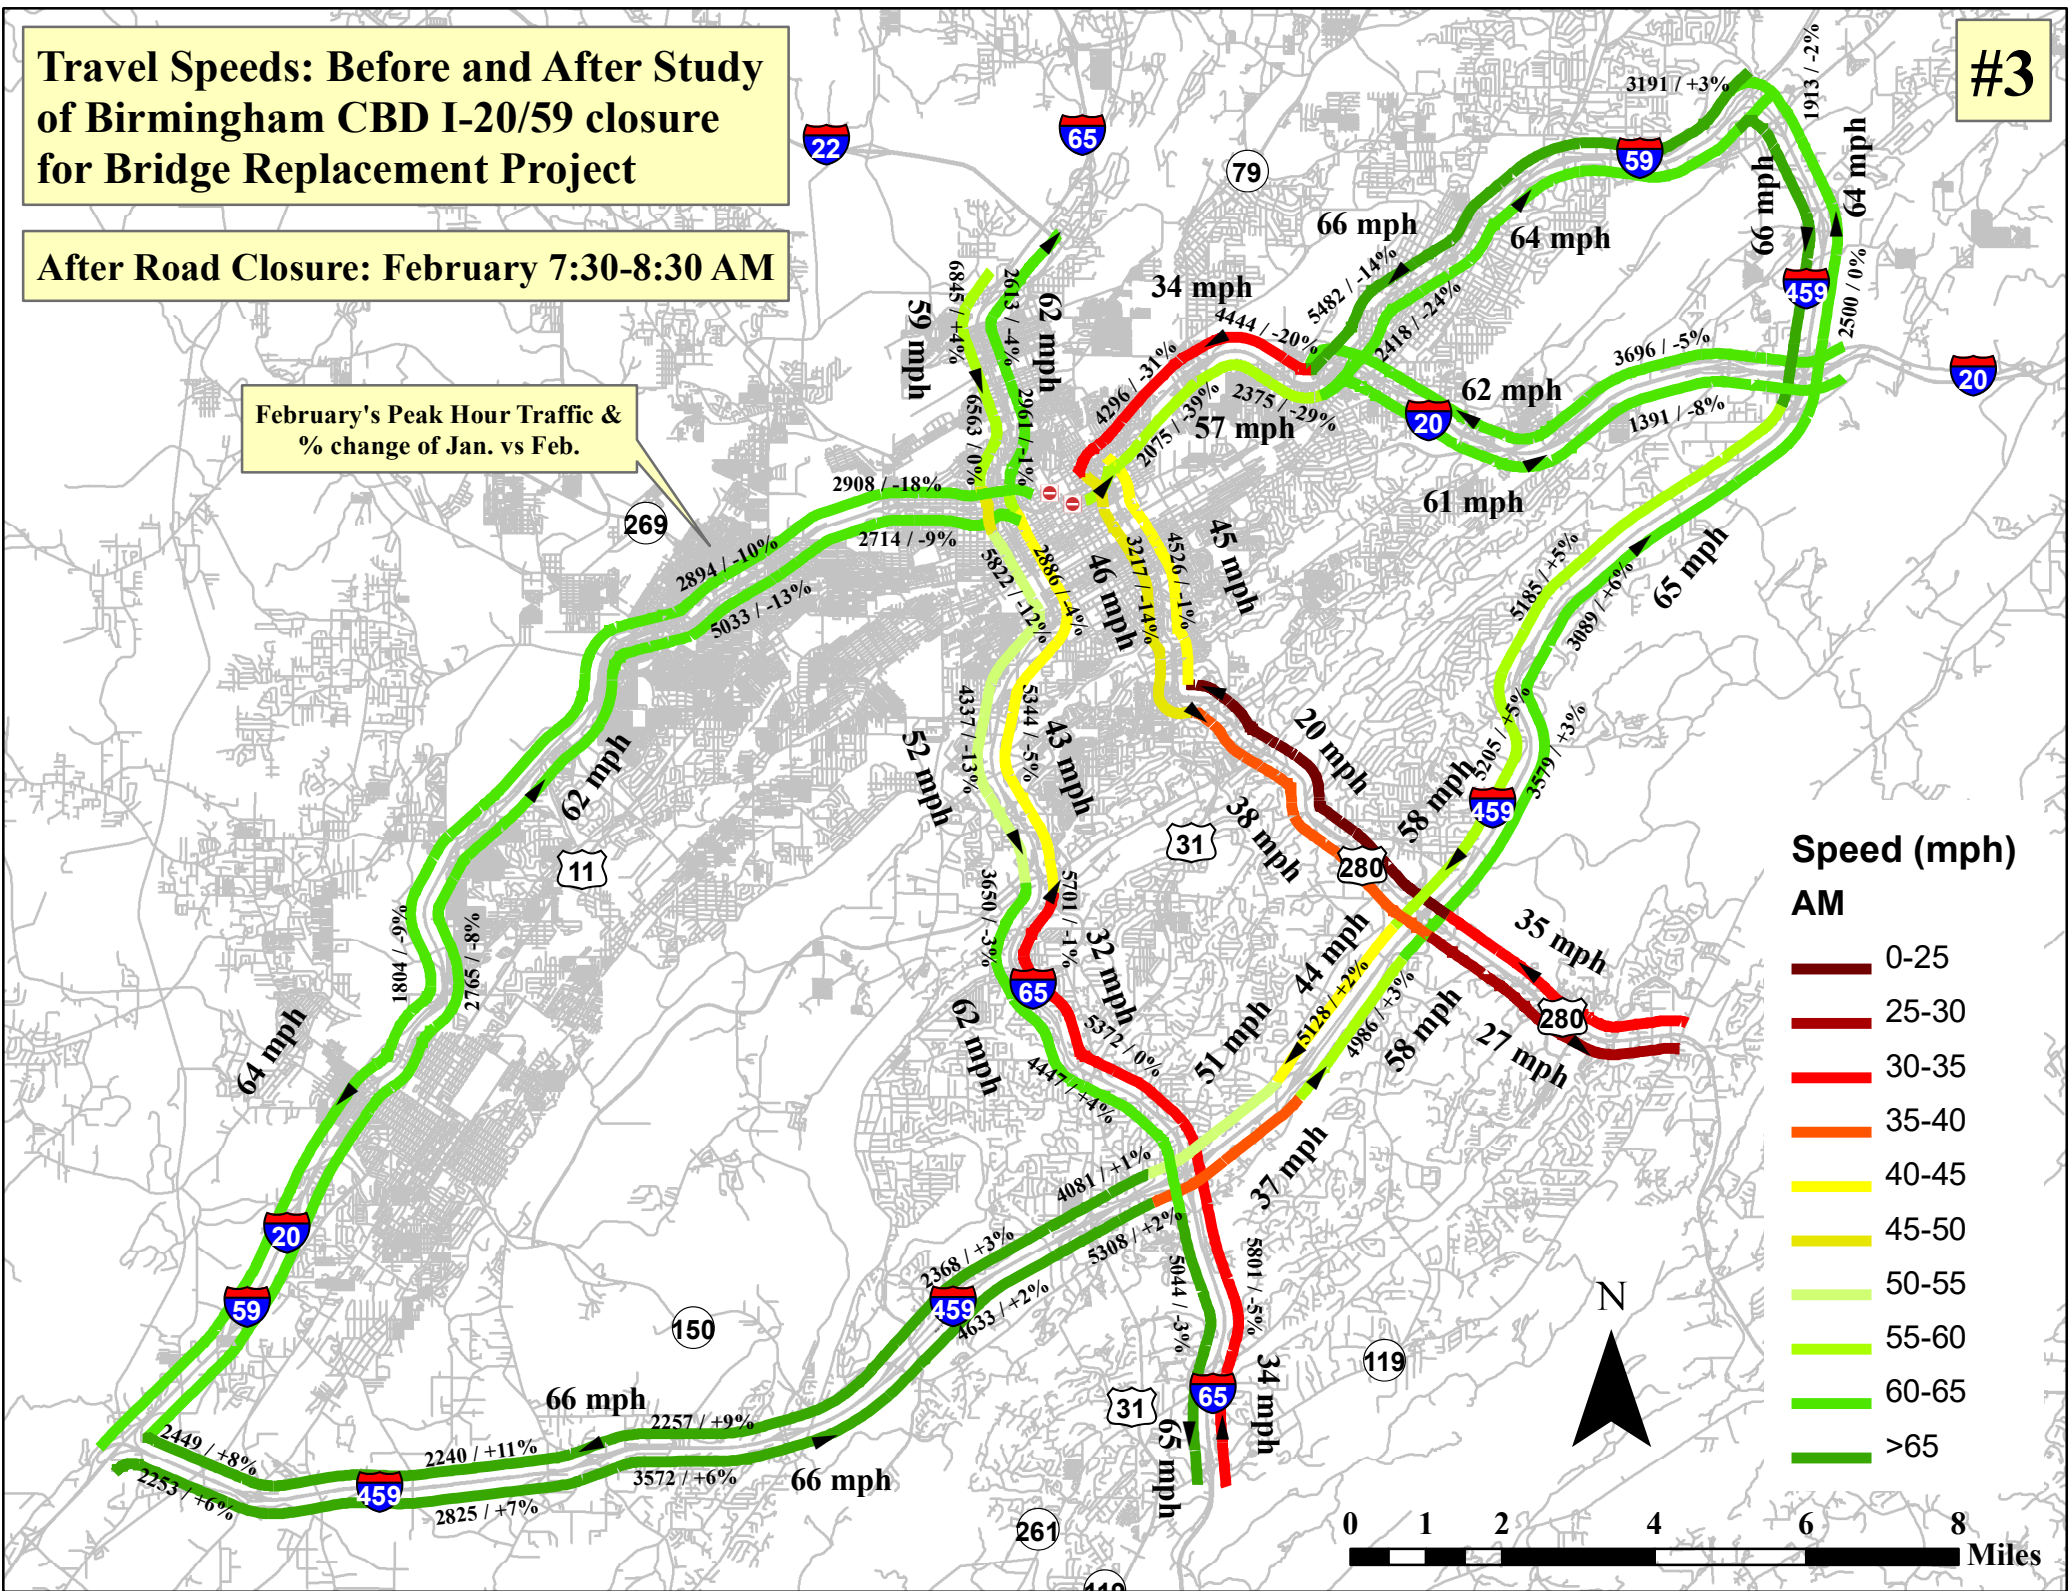 Travel Speeds: Before and After Study
of Birmingham CBD I-20/59 closure
for Bridge Replacement Project
#3
After Road Closure: February 7:30-8:30 AM
February's Peak Hour Traffic &
% change of Jan. vs Feb.
22
65
79
59
3191 / +3%
1913 / -2%
66 mph
64 mph
66 mph
64 mph
459
2500 / 0%
20
5482 / -14%
2418 / -24%
34 mph
4444 / -20%
4296 / -31%
2075 / -39%
2375 / -29%
57 mph
3696 / -5%
62 mph
20
1391 / -8%
61 mph
6845 / +4%
2613 / -4%
59 mph
62 mph
6563 / 0%
2961 / -1%
2908 / -18%
2714 / -9%
269
2894 / -10%
5033 / -13%
5822 / -12%
2886 / -4%
3217 / -14%
4526 / -1%
46 mph
45 mph
5185 / +5%
3089 / +6%
65 mph
4337 / -13%
5344 / -5%
52 mph
43 mph
20 mph
38 mph
5205 / +5%
3579 / +3%
58 mph
459
62 mph
11
31
280
3650 / -3%
5701 / -1%
32 mph
65
62 mph
1804 / -9%
2765 / -8%
64 mph
35 mph
280
27 mph
44 mph
5128 / +2%
4986 / +3%
58 mph
51 mph
5372 / 0%
4447 / +4%
37 mph
4081 / +1%
5308 / +2%
2368 / +3%
4633 / +2%
459
20
59
150
5044 / -3%
5801 / -5%
34 mph
65
65 mph
31
119
66 mph
2257 / +9%
2240 / +11%
2449 / +8%
2253 / +6%
459
3572 / +6%
2825 / +7%
66 mph
261
119
Speed (mph)
AM
0-25
25-30
30-35
35-40
40-45
45-50
50-55
55-60
60-65
>65
N
0 1 2 4 6 8
Miles